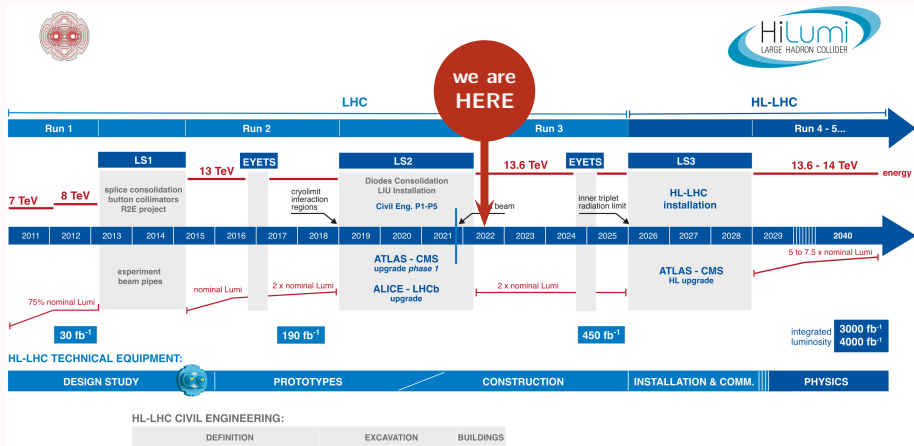 HiLumi
LARGE HADRON COLLIDER
we are
HERE
LHC
HL-LHC
Run 1
Run 2
Run 3
Run 4 - 5...
LS1
EYETS
LS2
EYETS
LS3
13 TeV
13.6 TeV
13.6 - 14 TeV
energy
7 TeV
8 TeV
splice consolidation
button collimators
R2E project
cryolimit
interaction
regions
Diodes Consolidation
LIU Installation
Civil Eng. P1-P5
beam
inner triplet
radiation limit
HL-LHC
installation
2011 2012 2013 2014 2015 2016 2017 2018 2019 2020 2021 2022 2023 2024 2025 2026 2027 2028 2029 2040
experiment
beam pipes
ATLAS - CMS
upgrade phase 1
ALICE - LHCb
upgrade
ATLAS - CMS
HL upgrade
5 to 7.5 x nominal Lumi
75% nominal Lumi
nominal Lumi
2 x nominal Lumi
2 x nominal Lumi
30 fb⁻¹
190 fb⁻¹
450 fb⁻¹
integrated
luminosity
3000 fb⁻¹
4000 fb⁻¹
HL-LHC TECHNICAL EQUIPMENT:
DESIGN STUDY
PROTOTYPES
CONSTRUCTION
INSTALLATION & COMM.
PHYSICS
HL-LHC CIVIL ENGINEERING:
DEFINITION
EXCAVATION
BUILDINGS